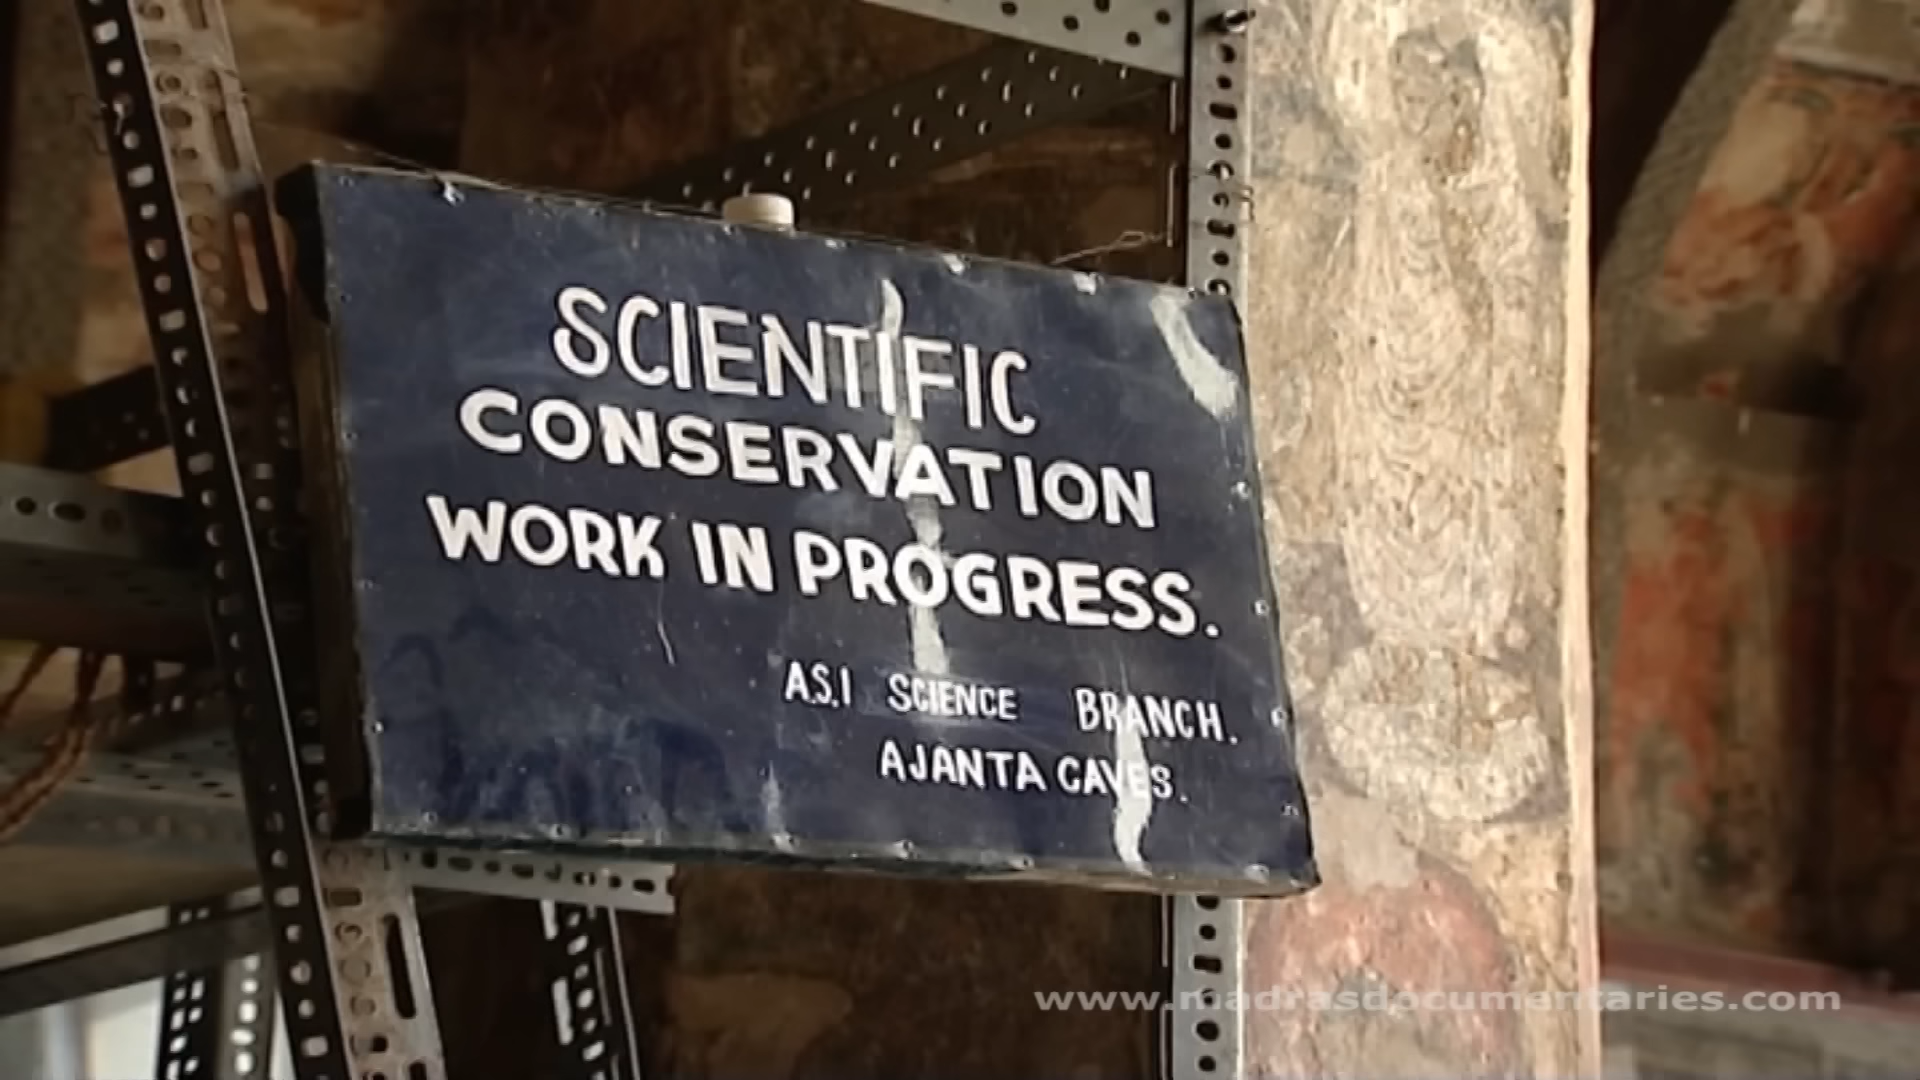 SCIENTIFIC
CONSERVATION
WORK IN PROGRESS.
A.S.I SCIENCE BRANCH.
AJANTA CAVES.
www.madrasdocumentaries.com